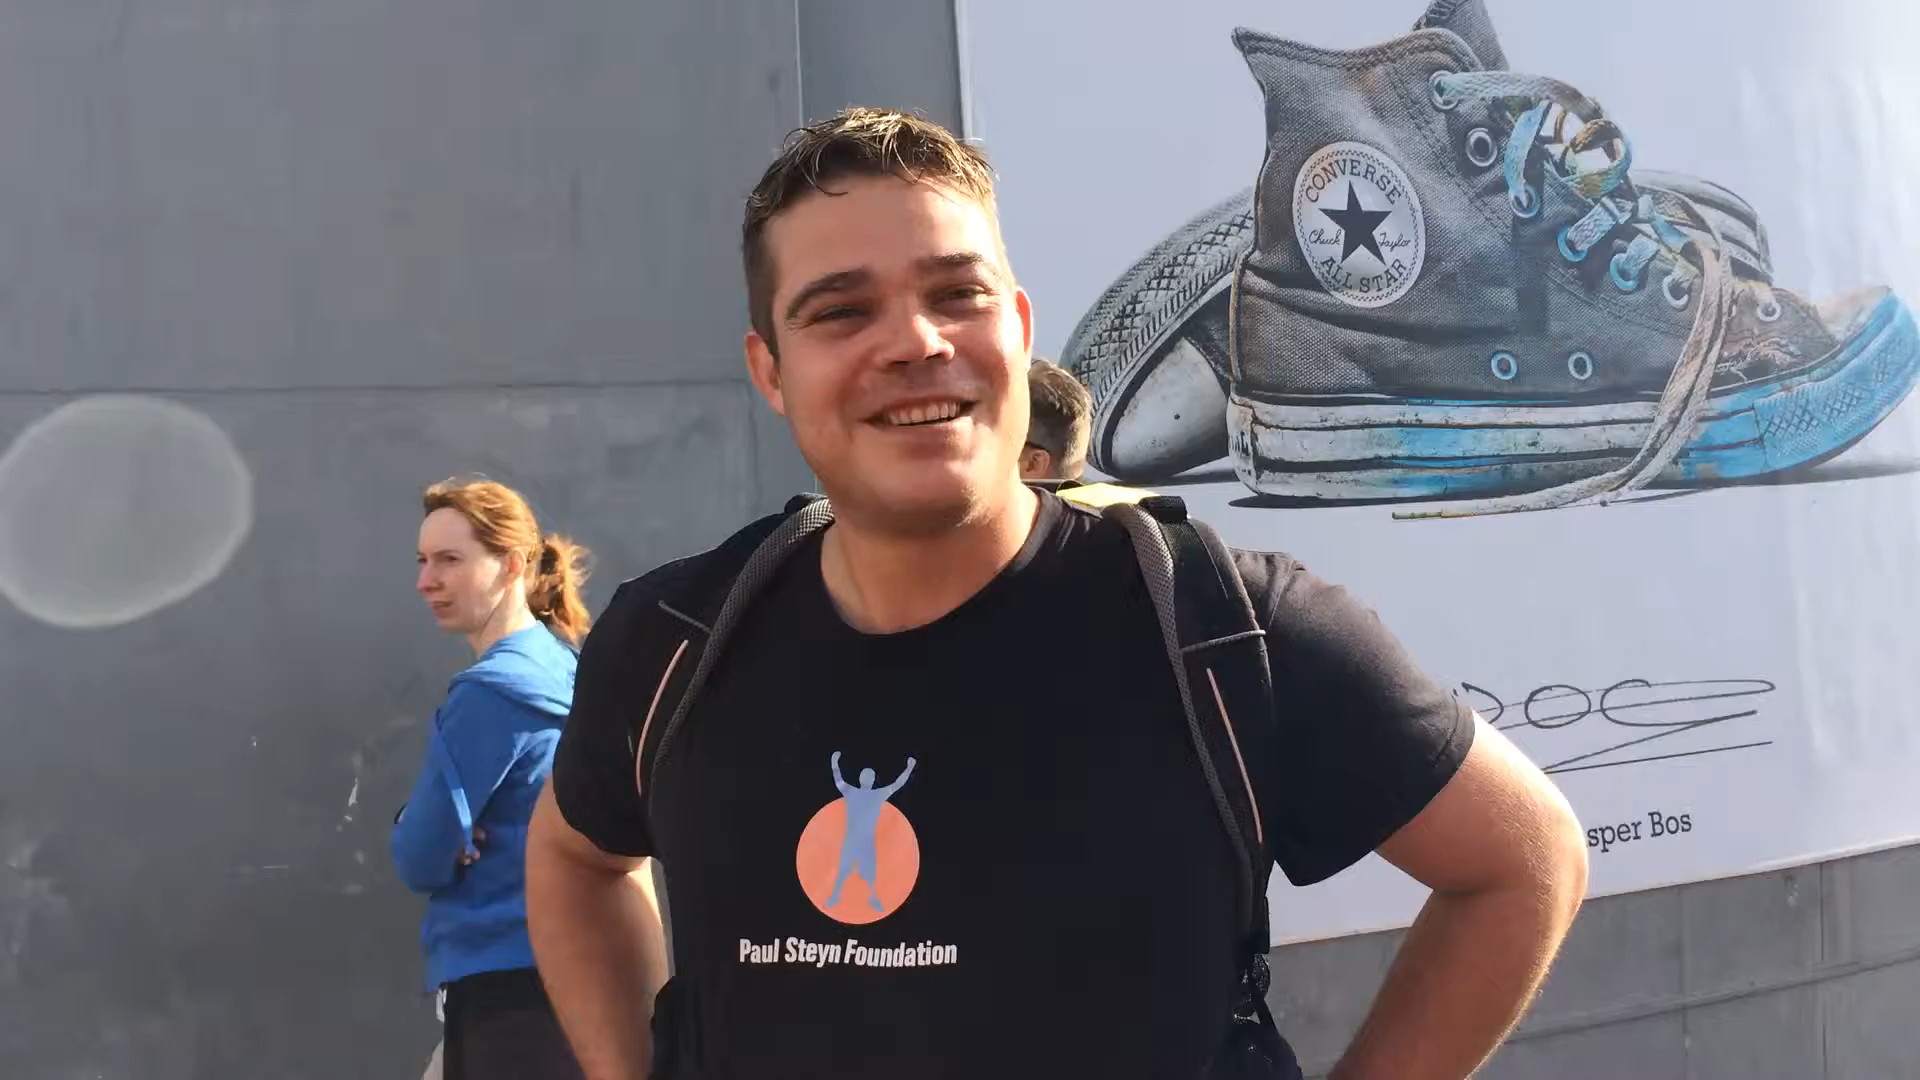 CONVERSE
Chuck Taylor
ALL STAR
sper Bos
Paul Steyn Foundation